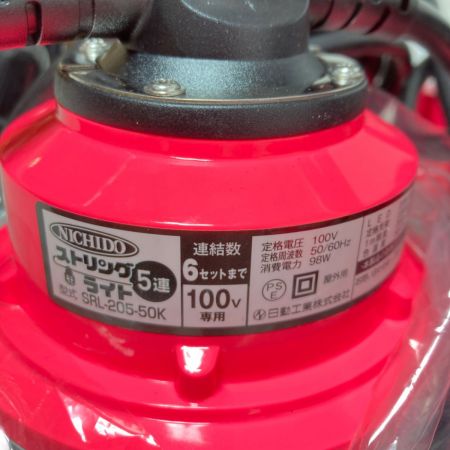 NICHIDO
ストリング
ライト
5連
型式 SRL-205-50K
連結数
6セットまで
100v
専用
定格電圧 100V
定格周波数 50/60Hz
消費電力 98W
PS
E
屋外用
日動工業株式会社
LED